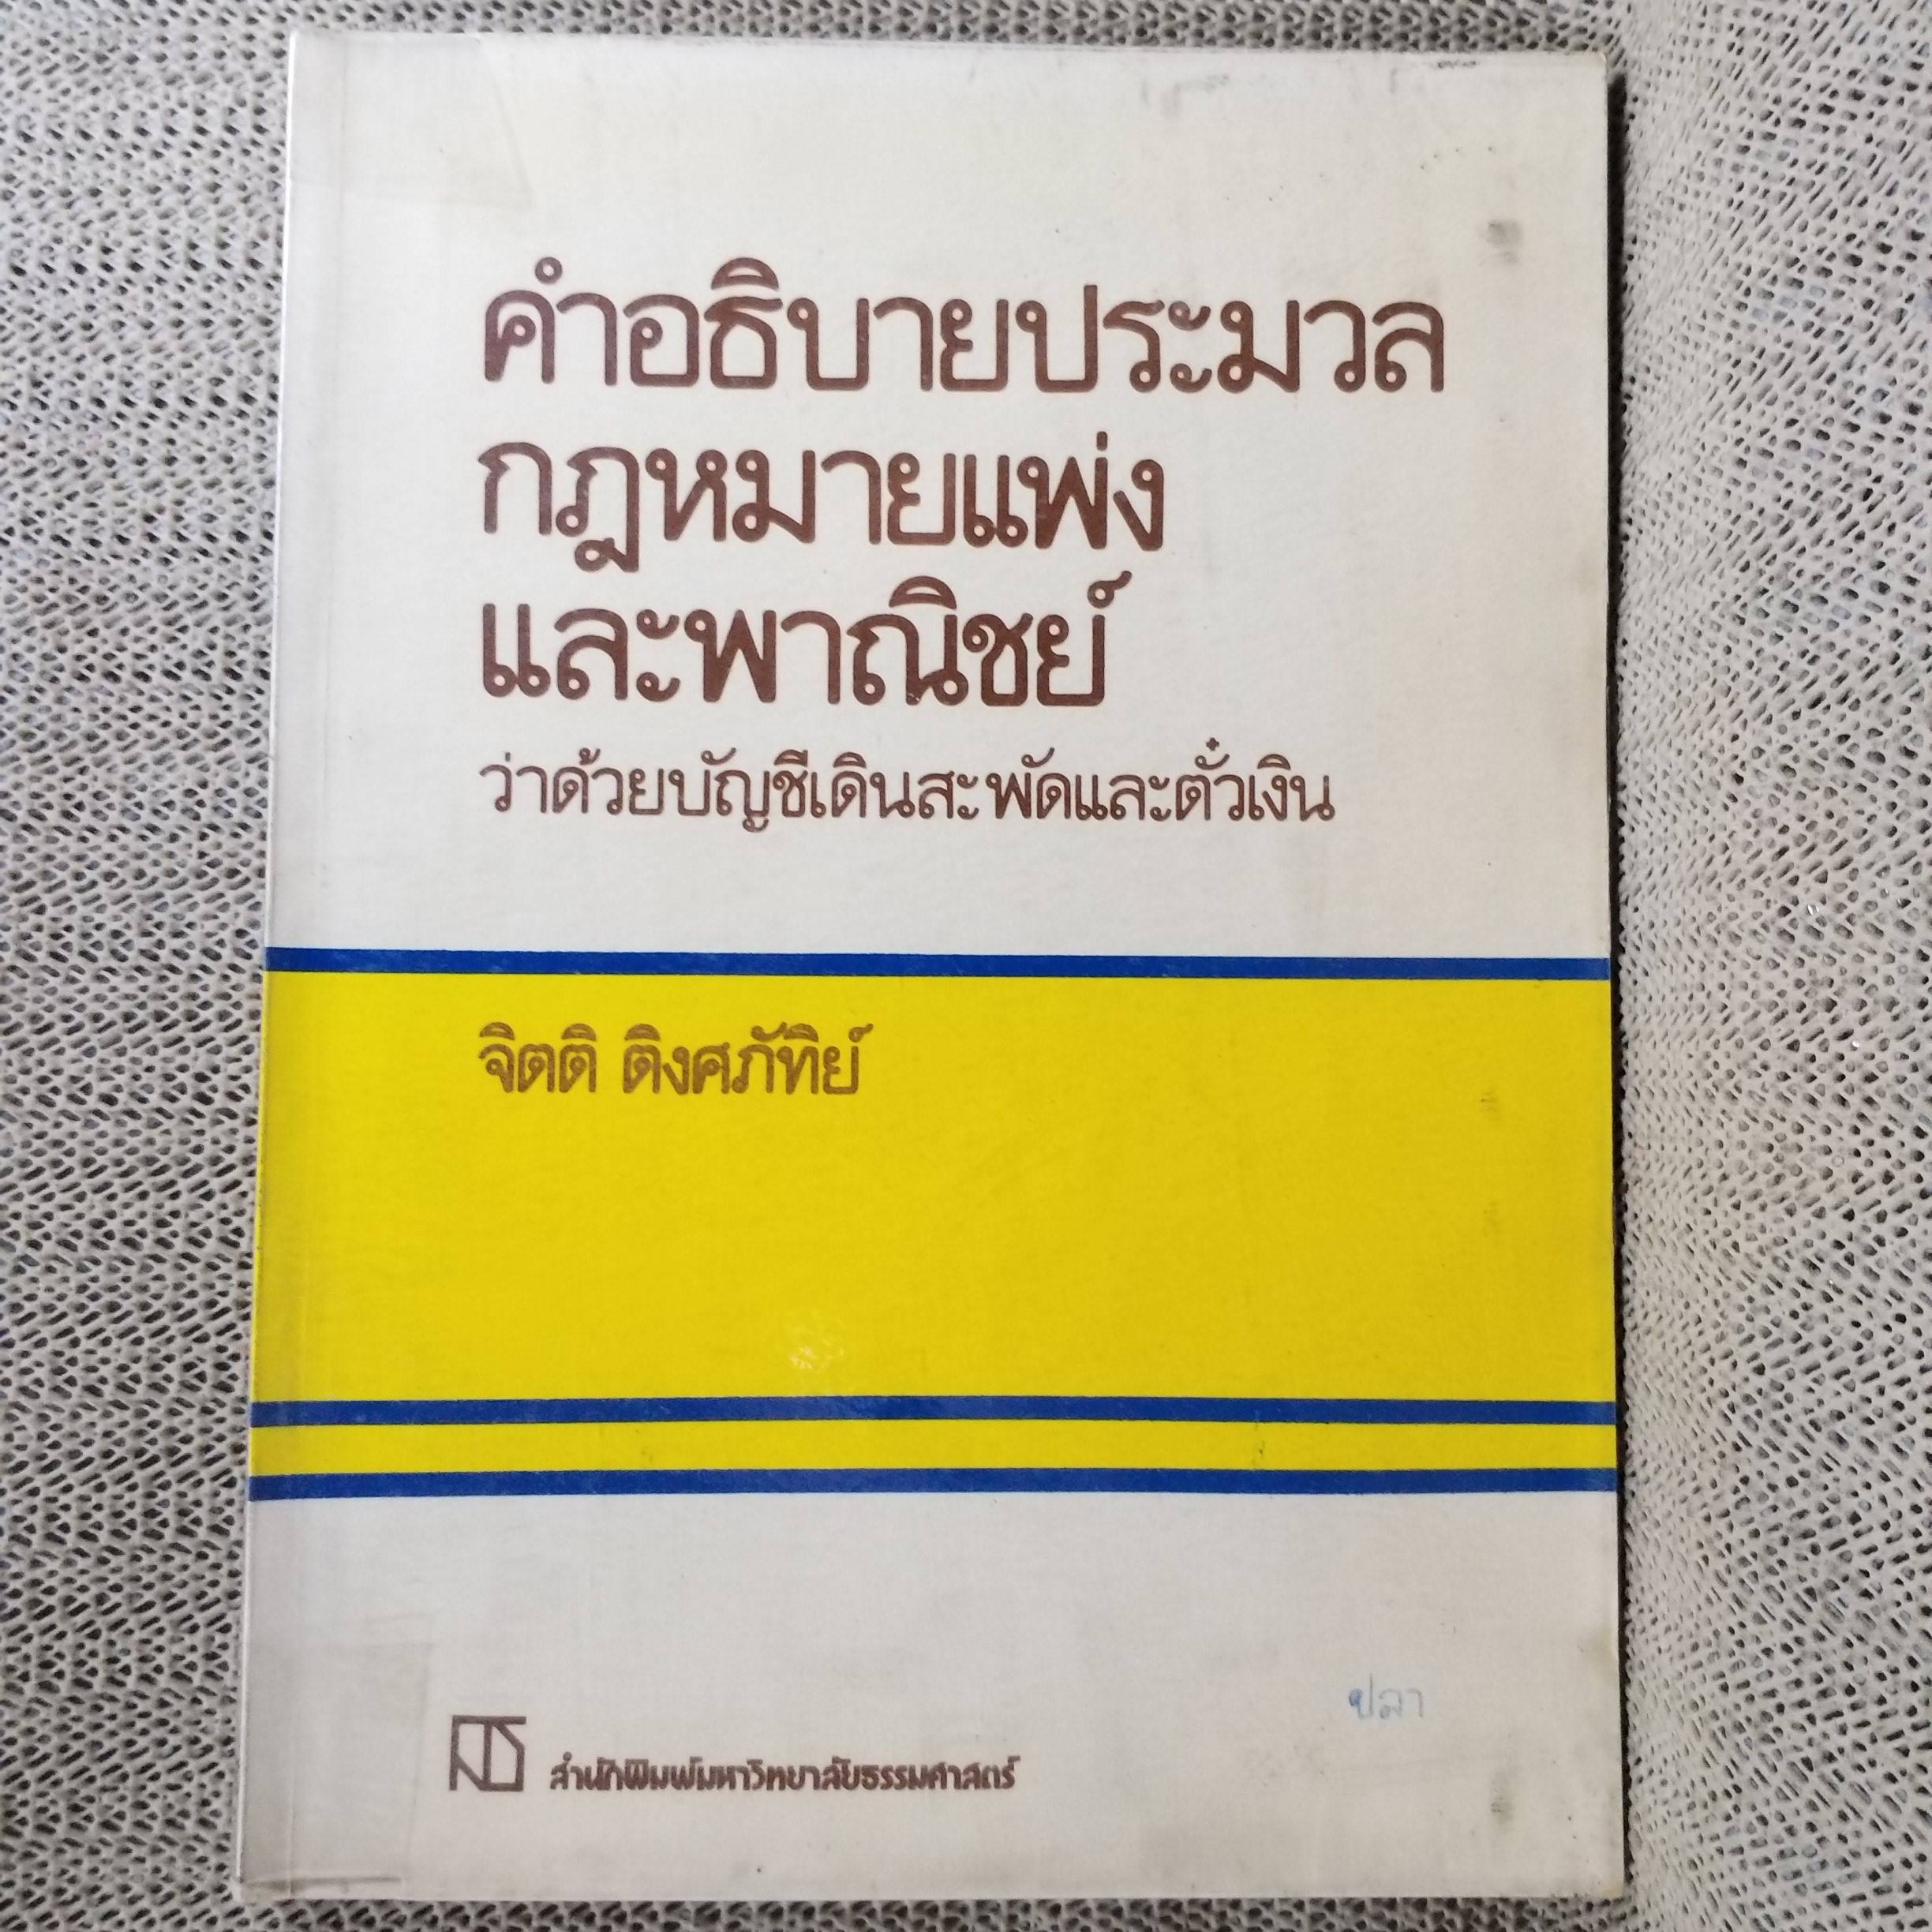 คำอธิบายประมวล
กฎหมายแพ่ง
และพาณิชย์
ว่าด้วยบัญชีเดินสะพัดและตั๋วเงิน
จิตติ ติงศภัทิย์
สำนักพิมพ์มหาวิทยาลัยธรรมศาสตร์
ปลา